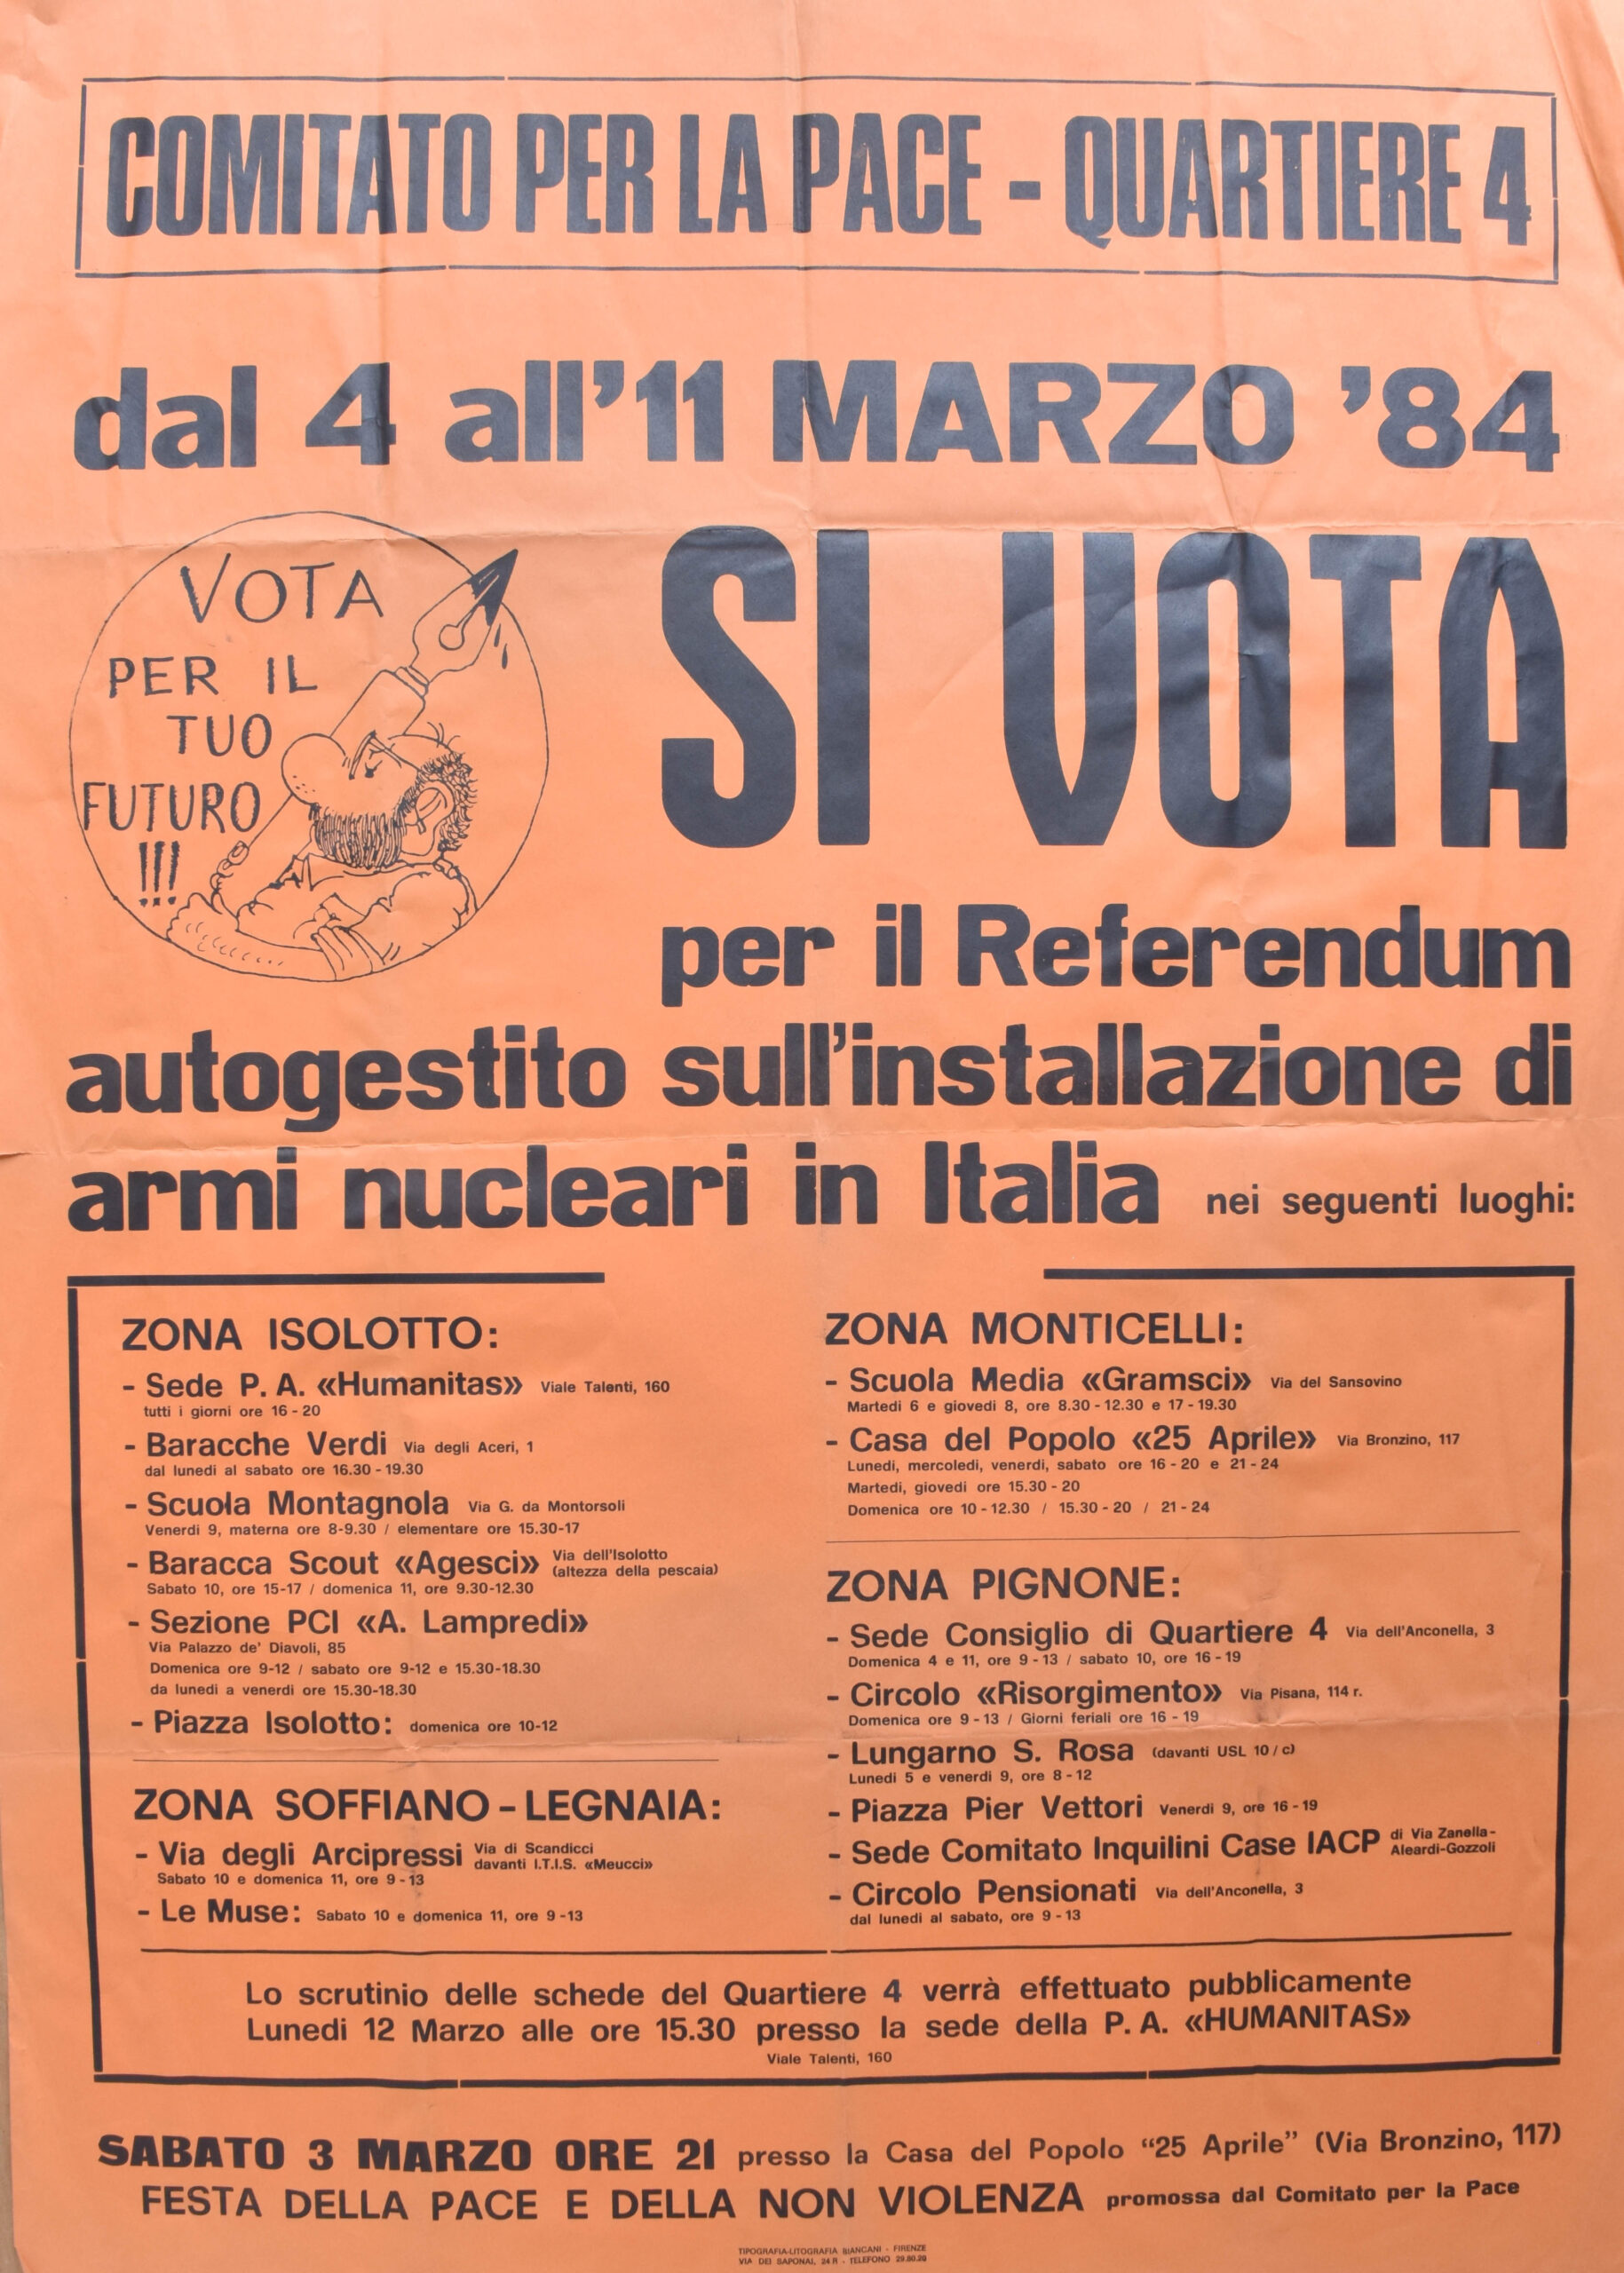 COMITATO PER LA PACE - QUARTIERE 4
dal 4 all'11 MARZO '84
VOTA
PER IL
TUO
FUTURO
!!!
SI VOTA
per il Referendum
autogestito sull'installazione di
armi nucleari in Italia nei seguenti luoghi:
ZONA ISOLOTTO:
- Sede P. A. «Humanitas» Viale Talenti, 160
tutti i giorni ore 16 - 20
- Baracche Verdi Via degli Aceri, 1
dal lunedi al sabato ore 16.30 - 19.30
- Scuola Montagnola Via G. da Montorsoli
Venerdi 9, materna ore 8-9.30 / elementare ore 15.30-17
- Baracca Scout «Agesci» Via dell'Isolotto
(altezza della pescaia)
Sabato 10, ore 15-17 / domenica 11, ore 9.30-12.30
- Sezione PCI «A. Lampredi»
Via Palazzo de' Diavoli, 85
Domenica ore 9-12 / sabato ore 9-12 e 15.30-18.30
da lunedi a venerdi ore 15.30-18.30
- Piazza Isolotto: domenica ore 10-12
ZONA SOFFIANO - LEGNAIA:
- Via degli Arcipressi Via di Scandicci
davanti I.T.I.S. «Meucci»
Sabato 10 e domenica 11, ore 9 - 13
- Le Muse: Sabato 10 e domenica 11, ore 9 - 13
ZONA MONTICELLI:
- Scuola Media «Gramsci» Via del Sansovino
Martedi 6 e giovedi 8, ore 8.30 - 12.30 e 17 - 19.30
- Casa del Popolo «25 Aprile» Via Bronzino, 117
Lunedi, mercoledi, venerdi, sabato ore 16 - 20 e 21 - 24
Martedi, giovedi ore 15.30 - 20
Domenica ore 10 - 12.30 / 15.30 - 20 / 21 - 24
ZONA PIGNONE:
- Sede Consiglio di Quartiere 4 Via dell'Anconella, 3
Domenica 4 e 11, ore 9 - 13 / sabato 10, ore 16 - 19
- Circolo «Risorgimento» Via Pisana, 114 r.
Domenica ore 9 - 13 / Giorni feriali ore 16 - 19
- Lungarno S. Rosa (davanti USL 10 / c)
Lunedi 5 e venerdi 9, ore 8 - 12
- Piazza Pier Vettori Venerdi 9, ore 16 - 19
- Sede Comitato Inquilini Case IACP di Via Zanella-
Aleardi-Gozzoli
- Circolo Pensionati Via dell'Anconella, 3
dal lunedi al sabato, ore 9 - 13
Lo scrutinio delle schede del Quartiere 4 verrà effettuato pubblicamente
Lunedi 12 Marzo alle ore 15.30 presso la sede della P. A. «HUMANITAS»
Viale Talenti, 160
SABATO 3 MARZO ORE 21 presso la Casa del Popolo “25 Aprile” (Via Bronzino, 117)
FESTA DELLA PACE E DELLA NON VIOLENZA promossa dal Comitato per la Pace
TIPOGRAFIA-LITOGRAFIA BIANCANI - FIRENZE
VIA DEI SAPONAI, 24 R - TELEFONO 29.80.28